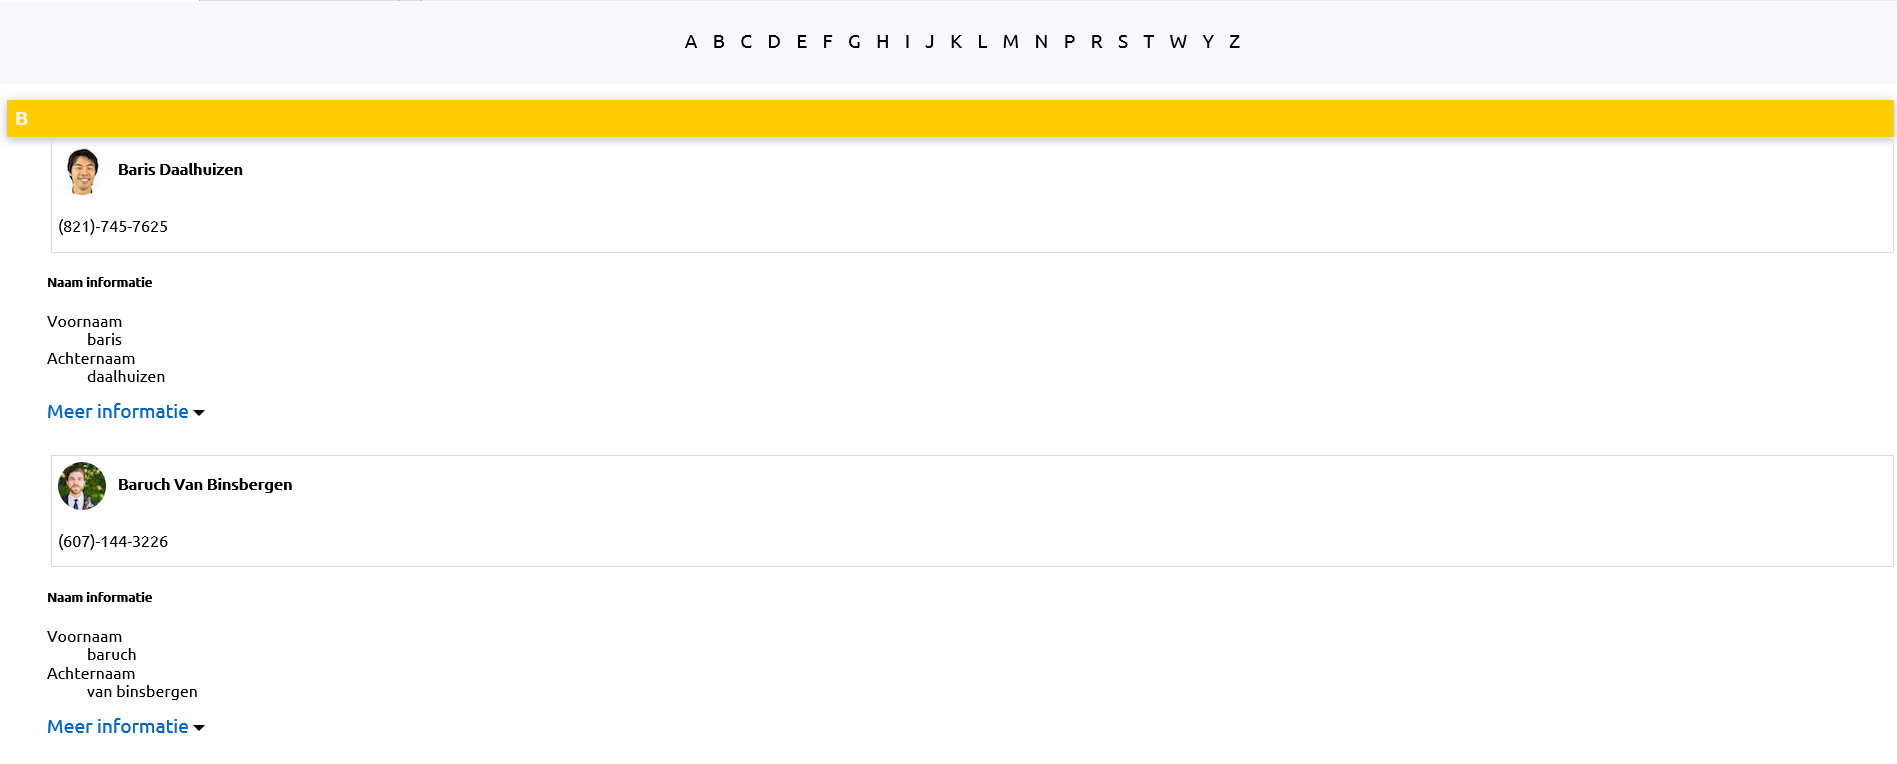 A B C D E F G H I J K L M N P R S T W Y Z
B
Baris Daalhuizen
(821)-745-7625
Naam informatie
Voornaam
baris
Achternaam
daalhuizen
Meer informatie
Baruch Van Binsbergen
(607)-144-3226
Naam informatie
Voornaam
baruch
Achternaam
van binsbergen
Meer informatie